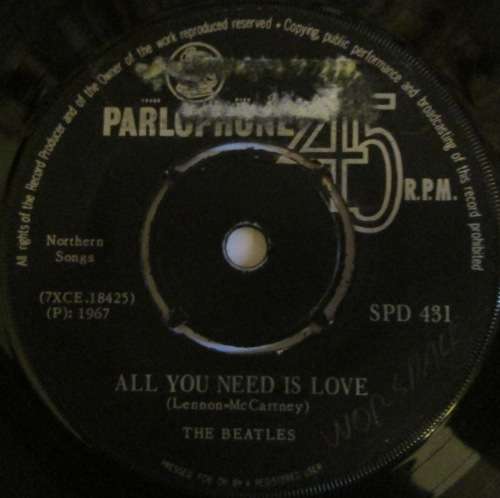 All rights of the Record Producer and of the Owner of the work reproduced reserved • Copying, public performance and broadcasting of this record prohibited
PARLOPHONE
45
R.P.M.
Northern
Songs
(7XCE.18425)
(P): 1967
SPD 431
ALL YOU NEED IS LOVE
(Lennon-McCartney)
THE BEATLES